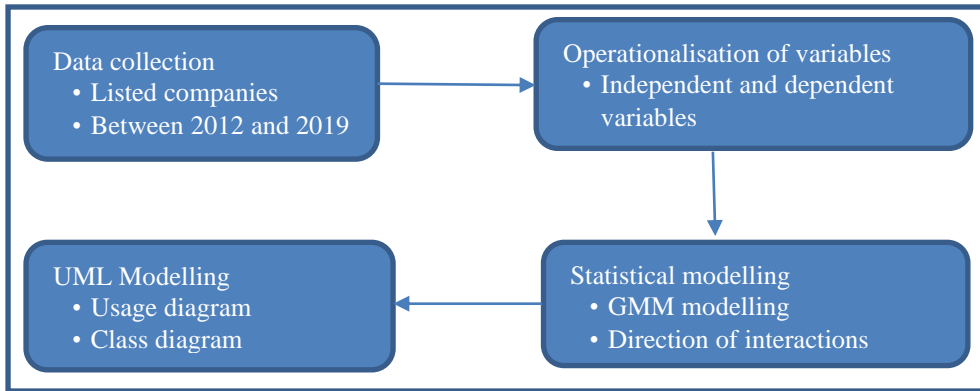 Data collection
• Listed companies
• Between 2012 and 2019
Operationalisation of variables
• Independent and dependent
variables
Statistical modelling
• GMM modelling
• Direction of interactions
UML Modelling
• Usage diagram
• Class diagram